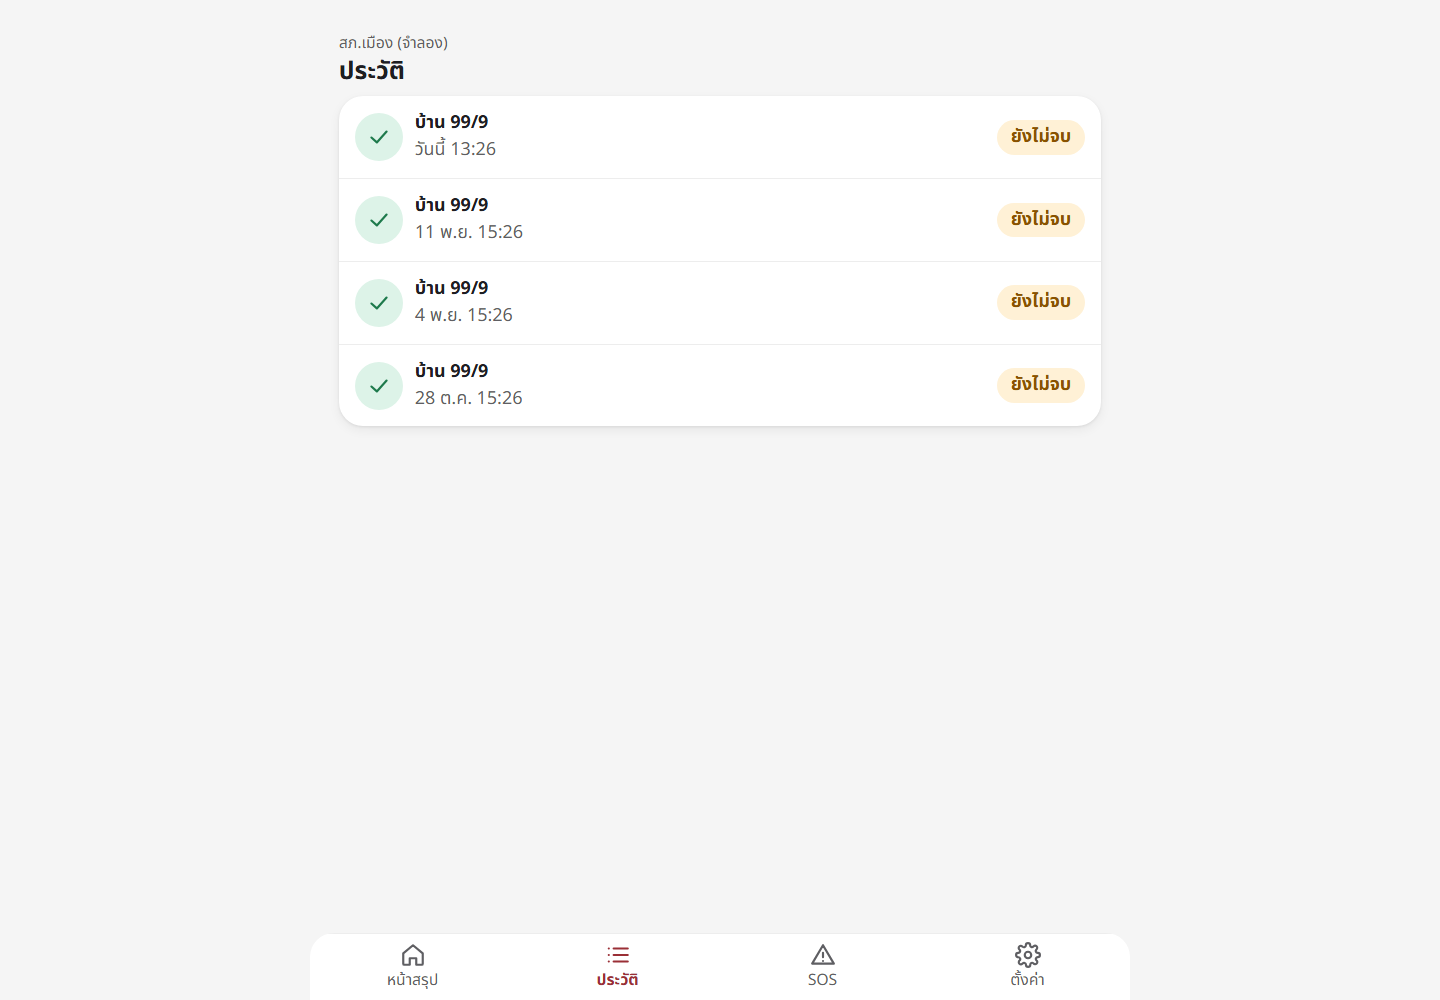 สภ.เมือง (จำลอง)
ประวัติ
บ้าน 99/9
วันนี้ 13:26
ยังไม่จบ
บ้าน 99/9
11 พ.ย. 15:26
ยังไม่จบ
บ้าน 99/9
4 พ.ย. 15:26
ยังไม่จบ
บ้าน 99/9
28 ต.ค. 15:26
ยังไม่จบ
หน้าสรุป
ประวัติ
SOS
ตั้งค่า